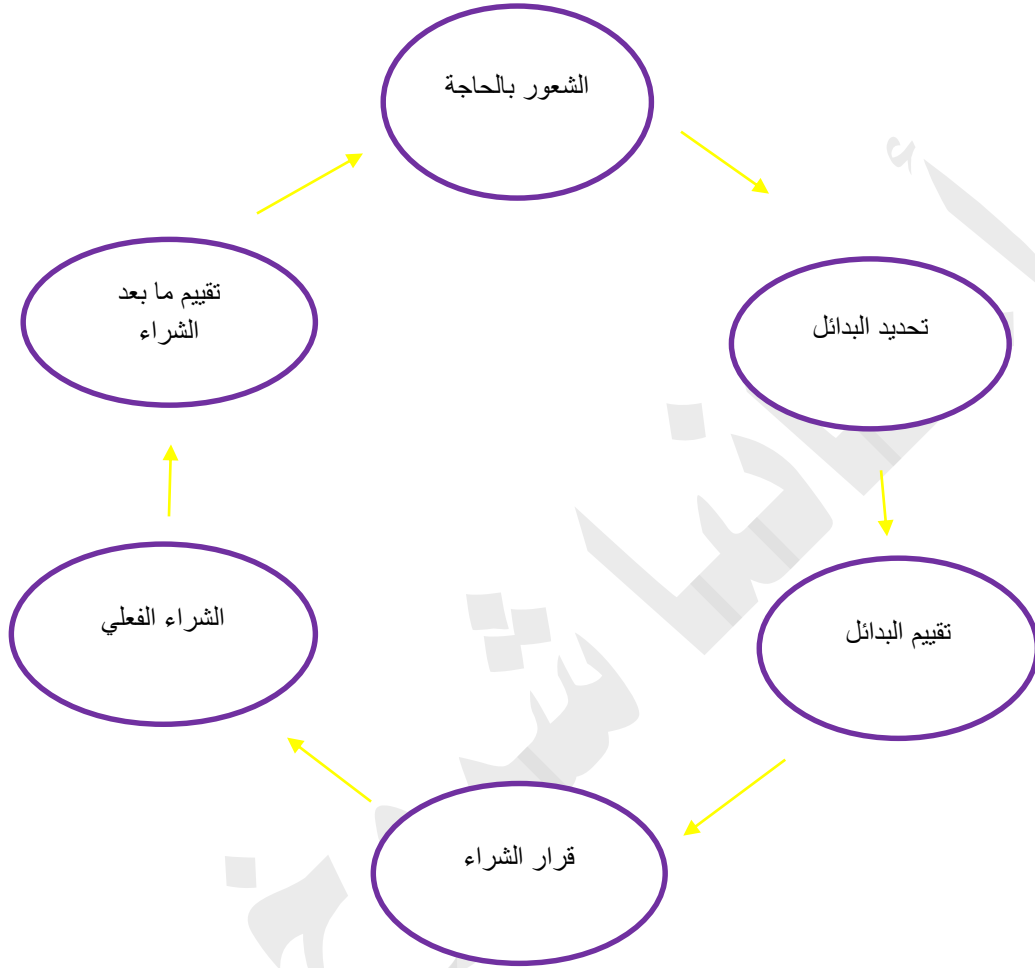 الشعور بالحاجة
تحديد البدائل
تقييم البدائل
قرار الشراء
الشراء الفعلي
تقييم ما بعد
الشراء